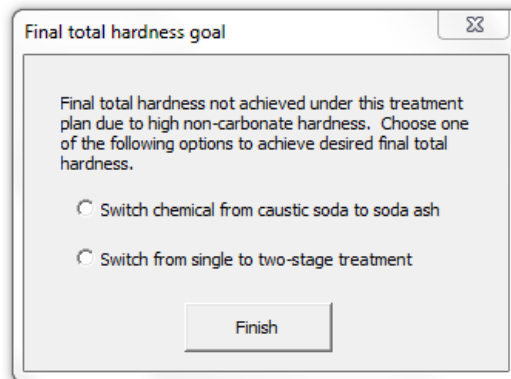 Final total hardness goal
Final total hardness not achieved under this treatment
plan due to high non-carbonate hardness.  Choose one
of the following options to achieve desired final total
hardness.
Switch chemical from caustic soda to soda ash
Switch from single to two-stage treatment
Finish